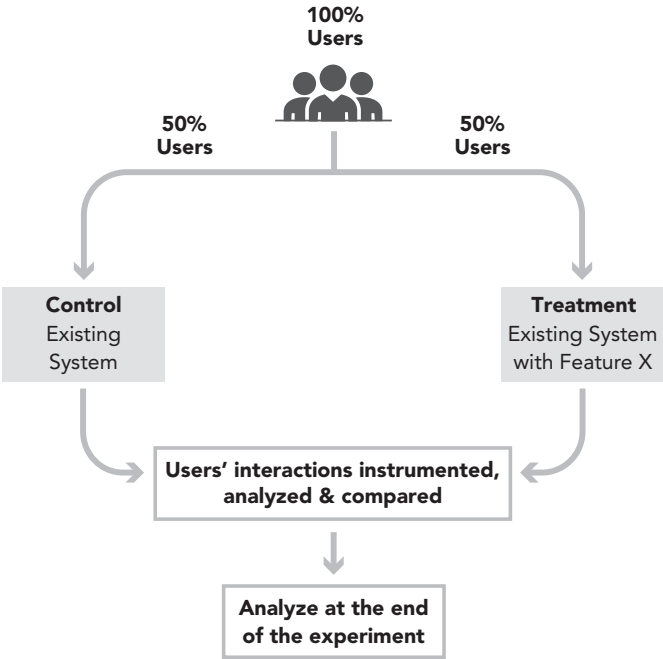 100%
Users
50%
Users
50%
Users
Control
Existing
System
Treatment
Existing System
with Feature X
Users’ interactions instrumented,
analyzed & compared
Analyze at the end
of the experiment